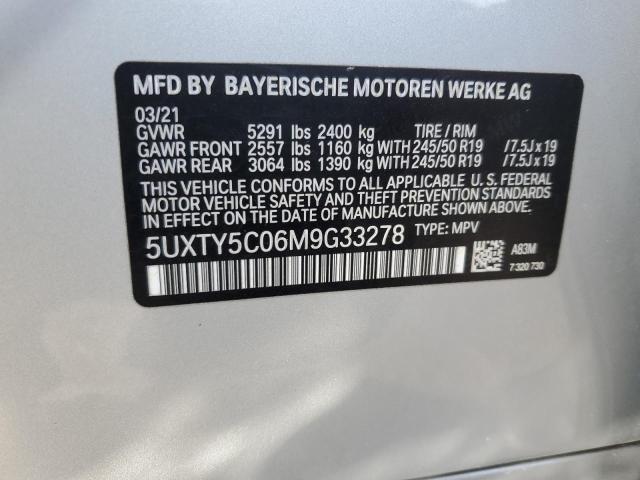 MFD BY BAYERISCHE MOTOREN WERKE AG
03/21
GVWR 5291 lbs 2400 kg TIRE / RIM
GAWR FRONT 2557 lbs 1160 kg WITH 245/50 R19 /7.5J x 19
GAWR REAR 3064 lbs 1390 kg WITH 245/50 R19 /7.5J x 19
THIS VEHICLE CONFORMS TO ALL APPLICABLE U.S. FEDERAL
SAFETY AND THEFT PREVENTION STANDARDS
IN EFFECT ON THE DATE OF MANUFACTURE SHOWN ABOVE.
5UXTY5C06M9G33278 TYPE: MPV
A83M
7 320 730